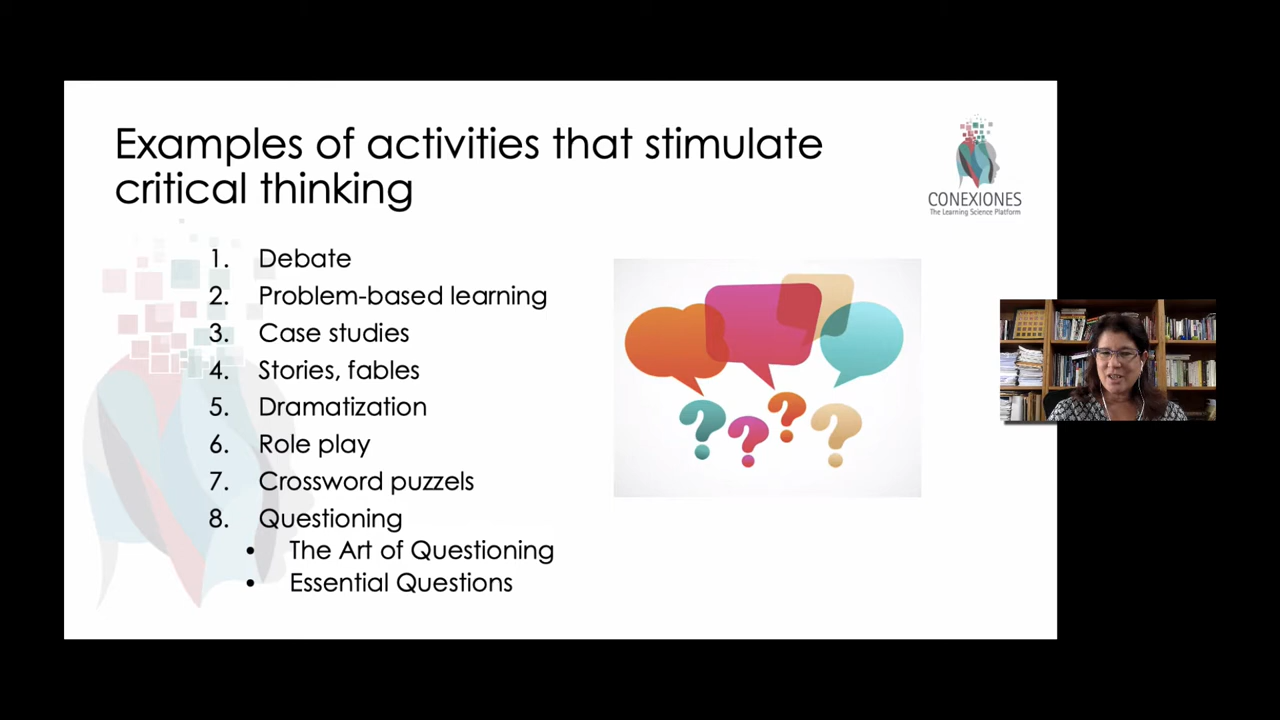 Examples of activities that stimulate
critical thinking
CONEXIONES
The Learning Science Platform
1. Debate
2. Problem-based learning
3. Case studies
4. Stories, fables
5. Dramatization
6. Role play
7. Crossword puzzels
8. Questioning
• The Art of Questioning
• Essential Questions
? ? ? ?